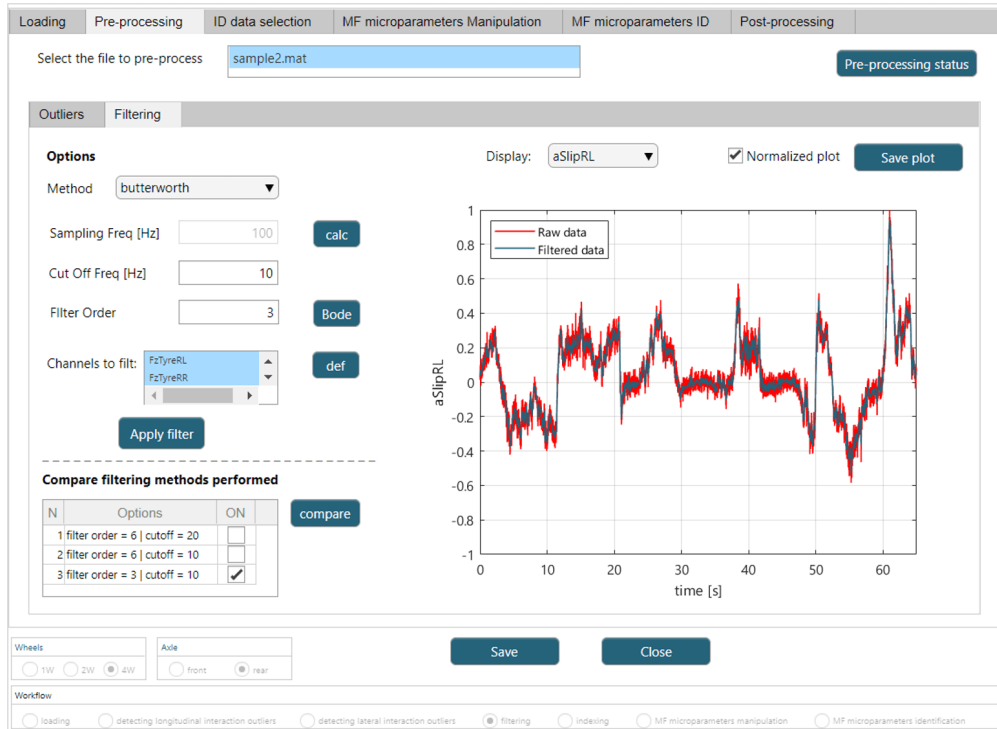 Loading Pre-processing ID data selection MF microparameters Manipulation MF microparameters ID Post-processing
Select the file to pre-process sample2.mat Pre-processing status
Outliers Filtering
Options
Display: aSlipRL Normalized plot Save plot
Method butterworth
Sampling Freq [Hz] 100 calc
Cut Off Freq [Hz] 10
FIlter Order 3 Bode
Channels to filt: FzTyreRL def
FzTyreRR
Apply filter
Compare filtering methods performed
N Options ON compare
1 filter order = 6 | cutoff = 20
2 filter order = 6 | cutoff = 10
3 filter order = 3 | cutoff = 10
Raw data
Filtered data
1
0.8
0.6
0.4
0.2
0
-0.2
-0.4
-0.6
-0.8
-1
aSlipRL
0 10 20 30 40 50 60
time [s]
Wheels Axle
1W 2W 4W front rear
Save Close
Workflow
loading detecting longitudinal interaction outliers detecting lateral interaction outliers filtering indexing MF microparameters manipulation MF microparameters identification